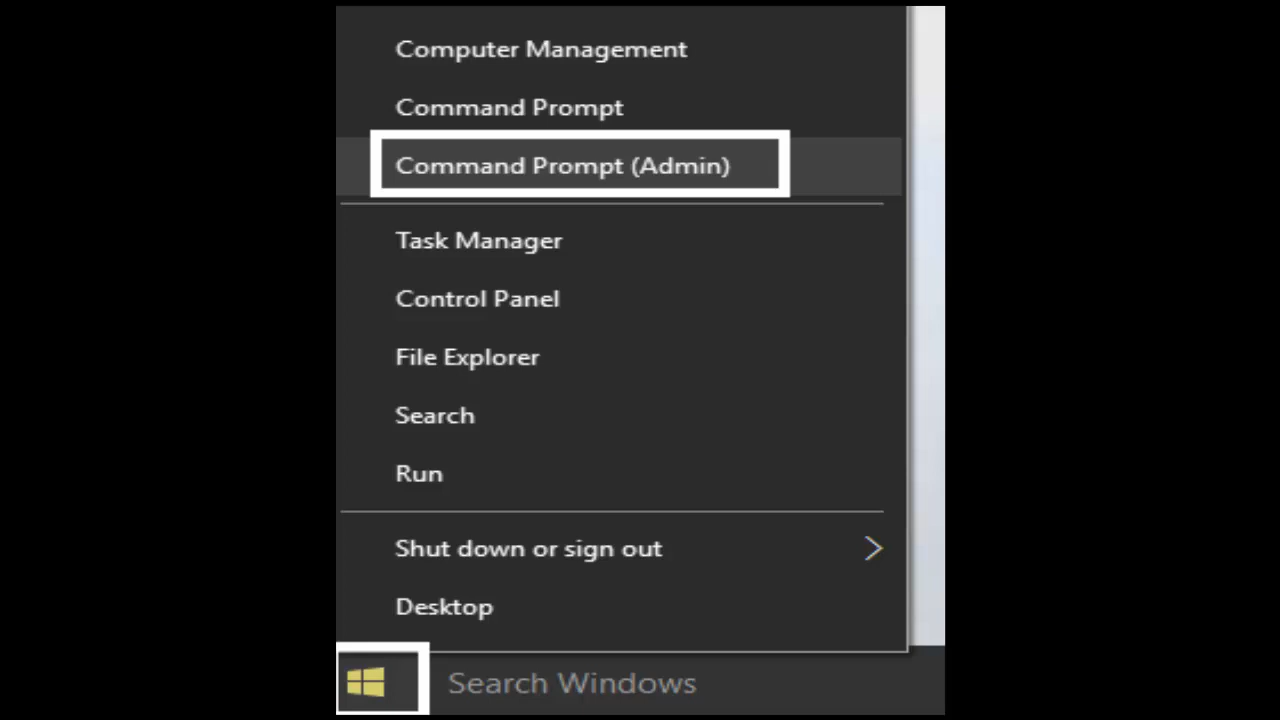 Computer Management
Command Prompt
Command Prompt (Admin)
Task Manager
Control Panel
File Explorer
Search
Run
Shut down or sign out
Desktop
Search Windows